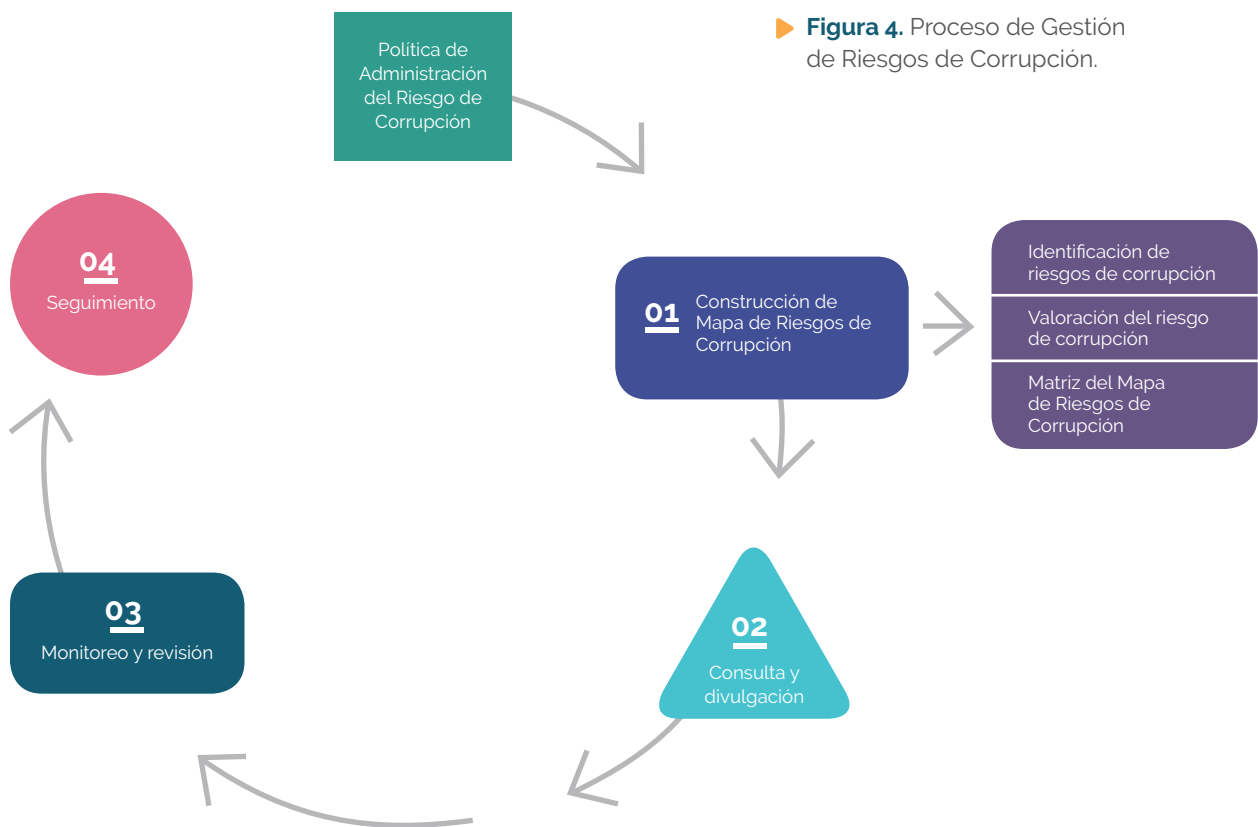 Figura 4. Proceso de Gestión
de Riesgos de Corrupción.
Política de
Administración
del Riesgo de
Corrupción
01
Construcción de
Mapa de Riesgos de
Corrupción
Identificación de
riesgos de corrupción
Valoración del riesgo
de corrupción
Matriz del Mapa
de Riesgos de
Corrupción
02
Consulta y
divulgación
03
Monitoreo y revisión
04
Seguimiento